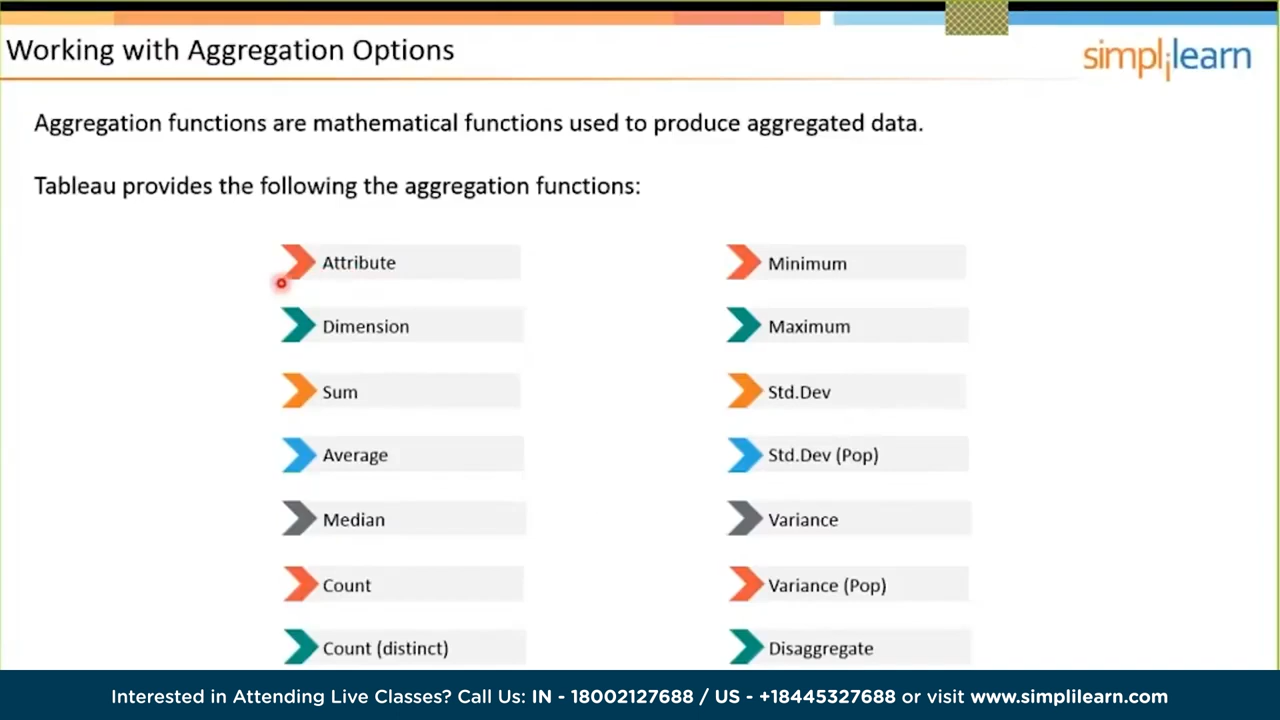 Working with Aggregation Options
simplilearn
Aggregation functions are mathematical functions used to produce aggregated data.
Tableau provides the following the aggregation functions:
Attribute
Dimension
Sum
Average
Median
Count
Count (distinct)
Minimum
Maximum
Std.Dev
Std.Dev (Pop)
Variance
Variance (Pop)
Disaggregate
Interested in Attending Live Classes? Call Us: IN - 18002127688 / US - +18445327688 or visit www.simplilearn.com